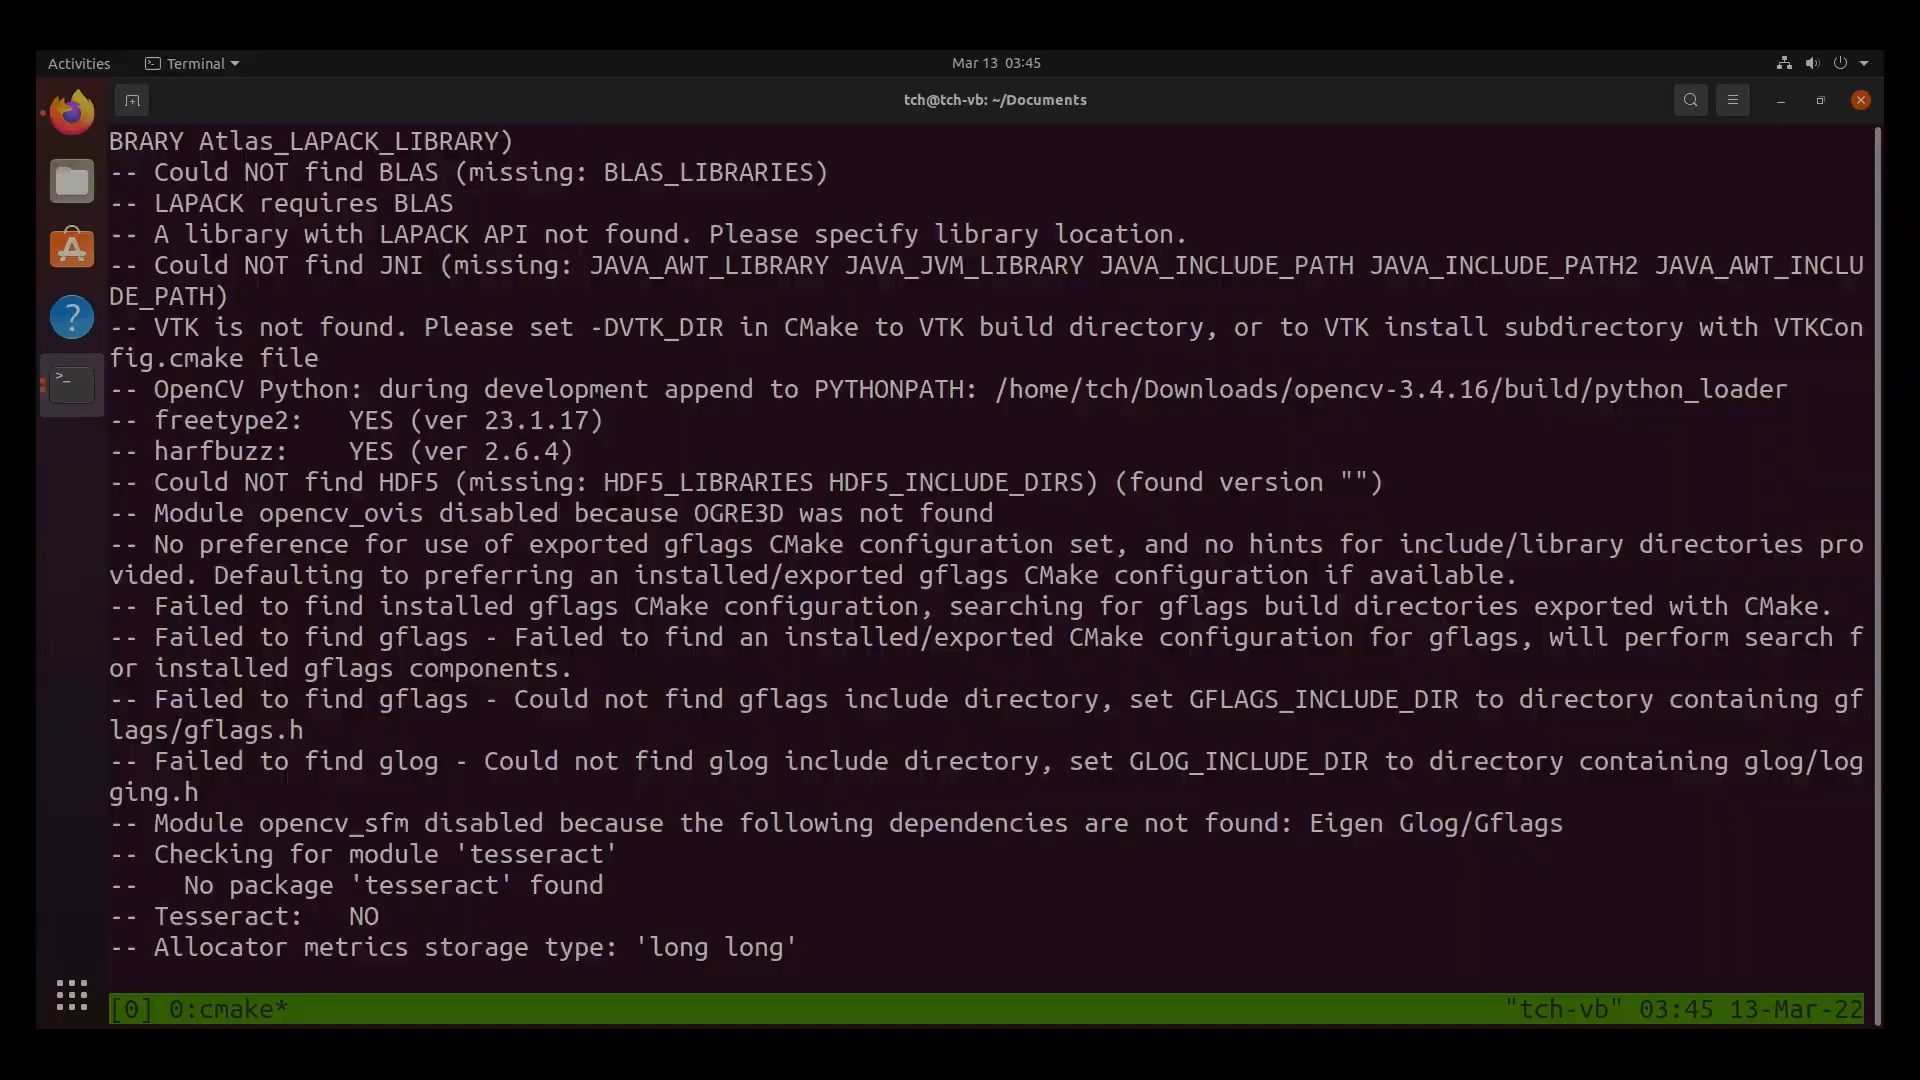 Activities Terminal Mar 13 03:45
tch@tch-vb: ~/Documents
BRARY Atlas_LAPACK_LIBRARY)
-- Could NOT find BLAS (missing: BLAS_LIBRARIES)
-- LAPACK requires BLAS
-- A library with LAPACK API not found. Please specify library location.
-- Could NOT find JNI (missing: JAVA_AWT_LIBRARY JAVA_JVM_LIBRARY JAVA_INCLUDE_PATH JAVA_INCLUDE_PATH2 JAVA_AWT_INCLU
DE_PATH)
-- VTK is not found. Please set -DVTK_DIR in CMake to VTK build directory, or to VTK install subdirectory with VTKCon
fig.cmake file
-- OpenCV Python: during development append to PYTHONPATH: /home/tch/Downloads/opencv-3.4.16/build/python_loader
-- freetype2:   YES (ver 23.1.17)
-- harfbuzz:    YES (ver 2.6.4)
-- Could NOT find HDF5 (missing: HDF5_LIBRARIES HDF5_INCLUDE_DIRS) (found version "")
-- Module opencv_ovis disabled because OGRE3D was not found
-- No preference for use of exported gflags CMake configuration set, and no hints for include/library directories pro
vided. Defaulting to preferring an installed/exported gflags CMake configuration if available.
-- Failed to find installed gflags CMake configuration, searching for gflags build directories exported with CMake.
-- Failed to find gflags - Failed to find an installed/exported CMake configuration for gflags, will perform search f
or installed gflags components.
-- Failed to find gflags - Could not find gflags include directory, set GFLAGS_INCLUDE_DIR to directory containing gf
lags/gflags.h
-- Failed to find glog - Could not find glog include directory, set GLOG_INCLUDE_DIR to directory containing glog/log
ging.h
-- Module opencv_sfm disabled because the following dependencies are not found: Eigen Glog/Gflags
-- Checking for module 'tesseract'
--   No package 'tesseract' found
-- Tesseract:   NO
-- Allocator metrics storage type: 'long long'
[0] 0:cmake* "tch-vb" 03:45 13-Mar-22